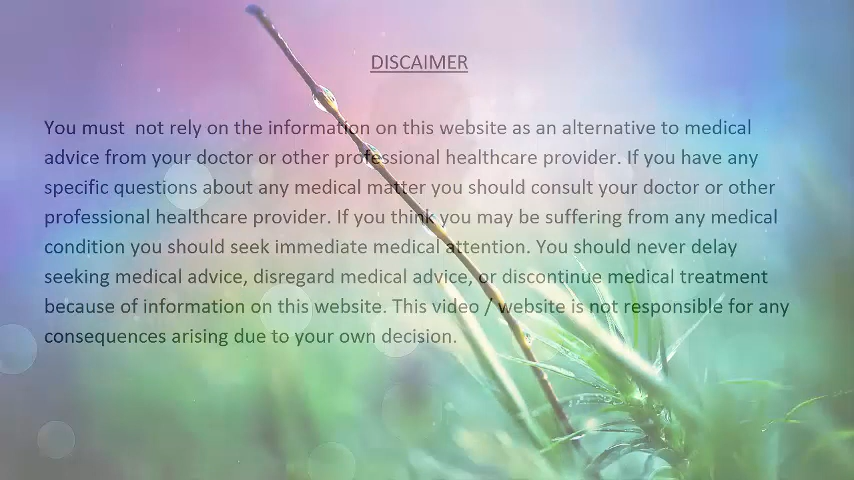 DISCAIMER
You must  not rely on the information on this website as an alternative to medical
advice from your doctor or other professional healthcare provider. If you have any
specific questions about any medical matter you should consult your doctor or other
professional healthcare provider. If you think you may be suffering from any medical
condition you should seek immediate medical attention. You should never delay
seeking medical advice, disregard medical advice, or discontinue medical treatment
because of information on this website. This video / website is not responsible for any
consequences arising due to your own decision.